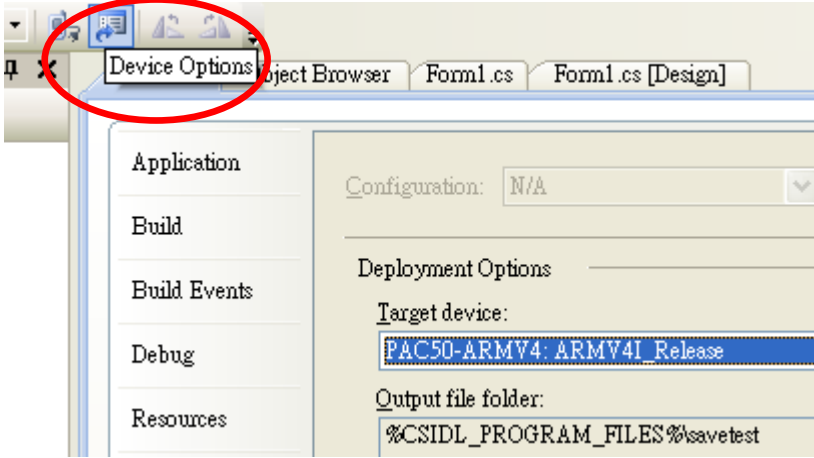 Device Options
ject Browser
Form1.cs
Form1.cs [Design]
Application
Build
Build Events
Debug
Resources
Configuration:
N/A
Deployment Options
Target device:
PAC50-ARMV4: ARMV4I_Release
Output file folder:
%CSIDL_PROGRAM_FILES%\savetest